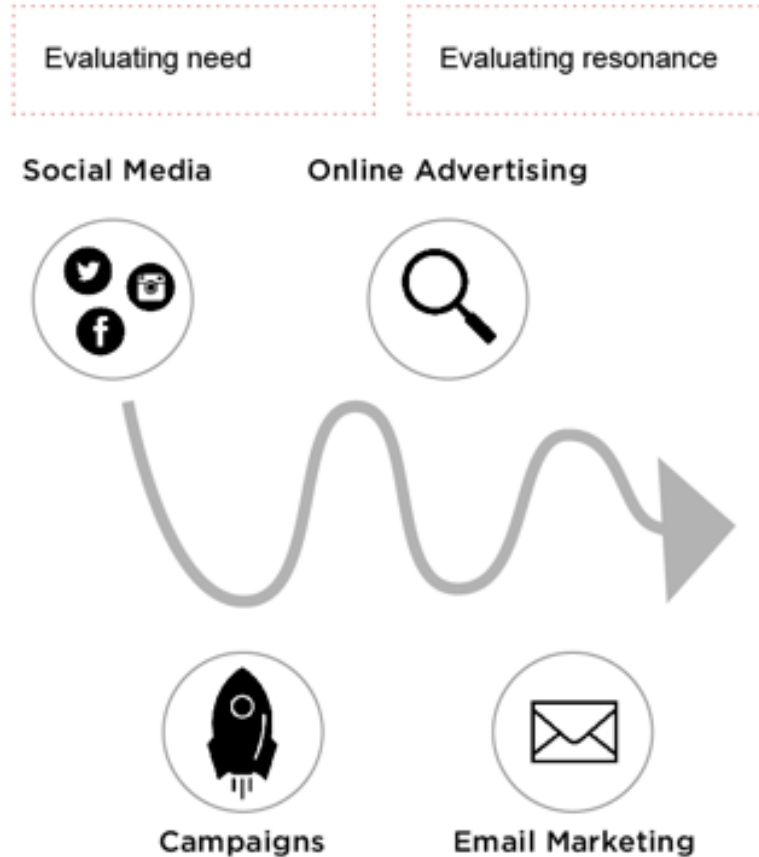 Evaluating need
Evaluating resonance
Social Media
Online Advertising
Campaigns
Email Marketing